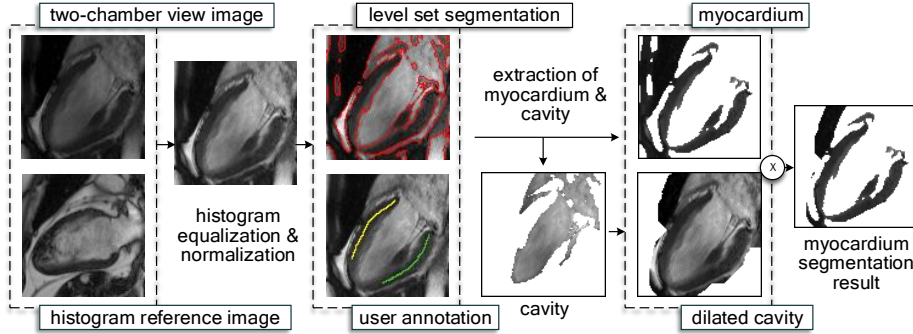 two-chamber view image
level set segmentation
myocardium
extraction of
myocardium &
cavity
x
histogram
equalization &
normalization
myocardium
segmentation
result
cavity
histogram reference image
user annotation
dilated cavity